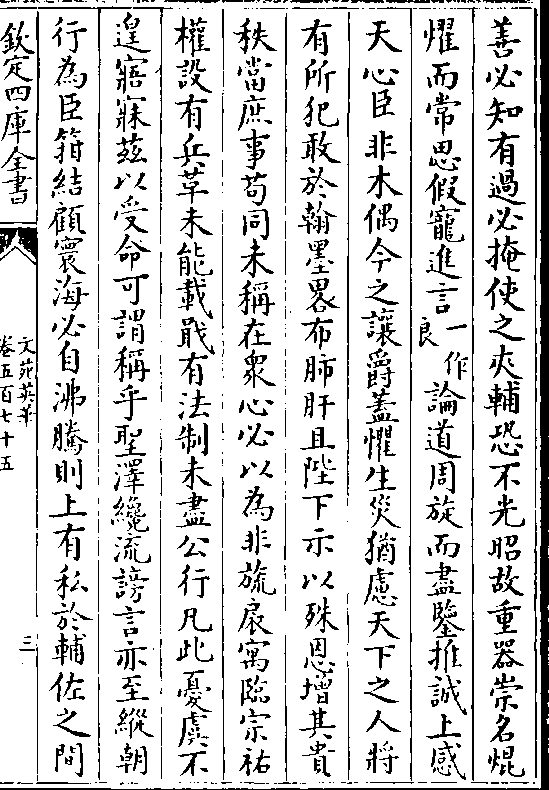 善必知有過必掩使之夾輔恐不光昭故重器崇名焜
懼而常思假寵進言一作良論道周旋而盡鑒推誠上感
天心臣非木偶今之讓爵蓋懼生災猶慮天下之人將
有所犯敢於翰墨畧布肺肝且陛下示以殊恩增其貴
秩當庶事苟同未稱在衆心必以為非旒扆寓臨宗祏
權設有兵革未能載戢有法制未盡公行凡此憂虞不
遑寤寐茲以受命可謂稱乎聖澤纔流謗言亦至縱朝
行為臣箝結顧寰海必自沸騰則上有私於輔佐之間
欽定四庫全書
文苑英華
卷五百七十五
三